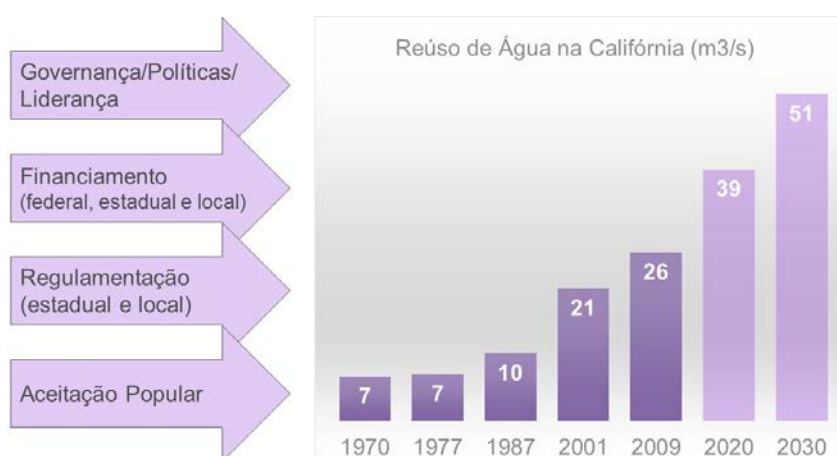 Governança/Políticas/
Liderança
Financiamento
(federal, estadual e local)
Regulamentação
(estadual e local)
Aceitação Popular
Reúso de Água na Califórnia (m3/s)
7
7
10
21
26
39
51
1970
1977
1987
2001
2009
2020
2030